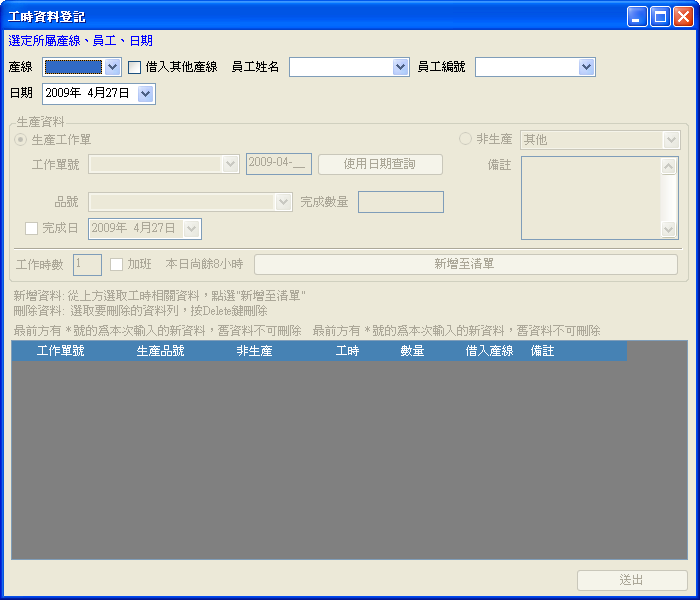 工時資料登記
選定所屬產線、員工、日期
產線 借入其他產線 員工姓名 員工編號
日期 2009年 4月27日
生產資料
生產工作單 非生產 其他
工作單號 2009-04-__ 使用日期查詢 備註
品號 完成數量
完成日 2009年 4月27日
工作時數 1 加班 本日尚餘8小時 新增至清單
新增資料: 從上方選取工時相關資料，點選"新增至清單"
刪除資料: 選取要刪除的資料列，按Delete鍵刪除
最前方有 *號的為本次輸入的新資料，舊資料不可刪除 最前方有 *號的為本次輸入的新資料，舊資料不可刪除
工作單號 生產品號 非生產 工時 數量 借入產線 備註
送出